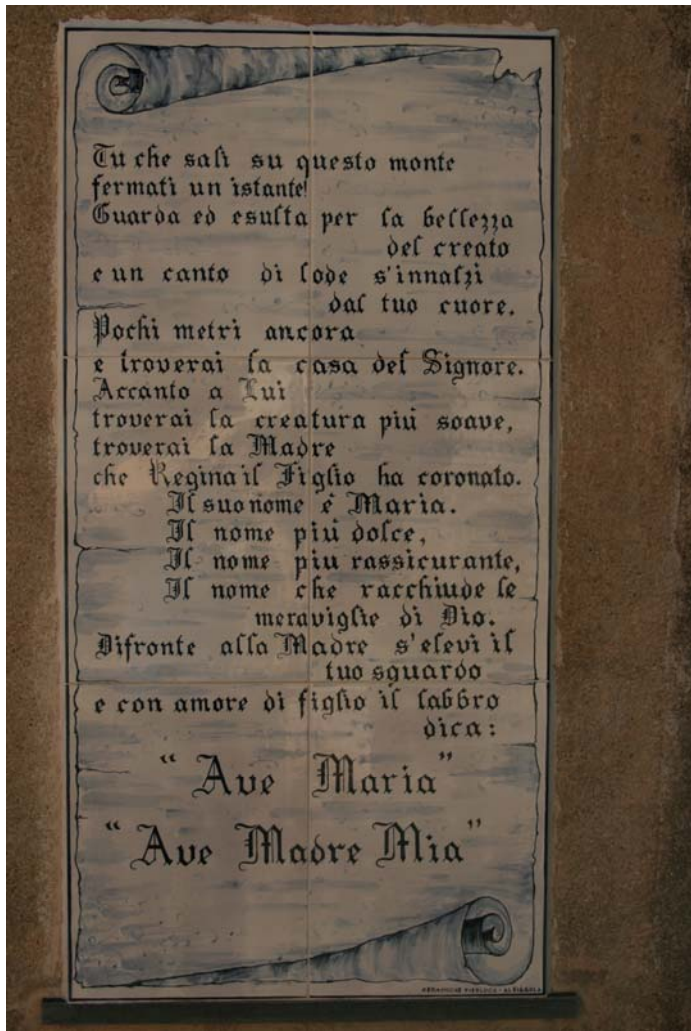 Tu che sali su questo monte
fermati un istante!
Guarda ed esulta per la bellezza
del creato
e un canto di lode s'innalzi
dal tuo cuore.
Pochi metri ancora
e troverai la casa del Signore.
Accanto a Lui
troverai la creatura più soave,
troverai la Madre
che Regina il Figlio ha coronato.
Il suo nome é Maria.
Il nome più dolce,
Il nome piu rassicurante,
Il nome che racchiude le
meraviglie di Dio.
Difronte alla Madre s'elevi il
tuo sguardo
e con amore di figlio il labbro
dica:
"Ave Maria"
"Ave Madre Mia"